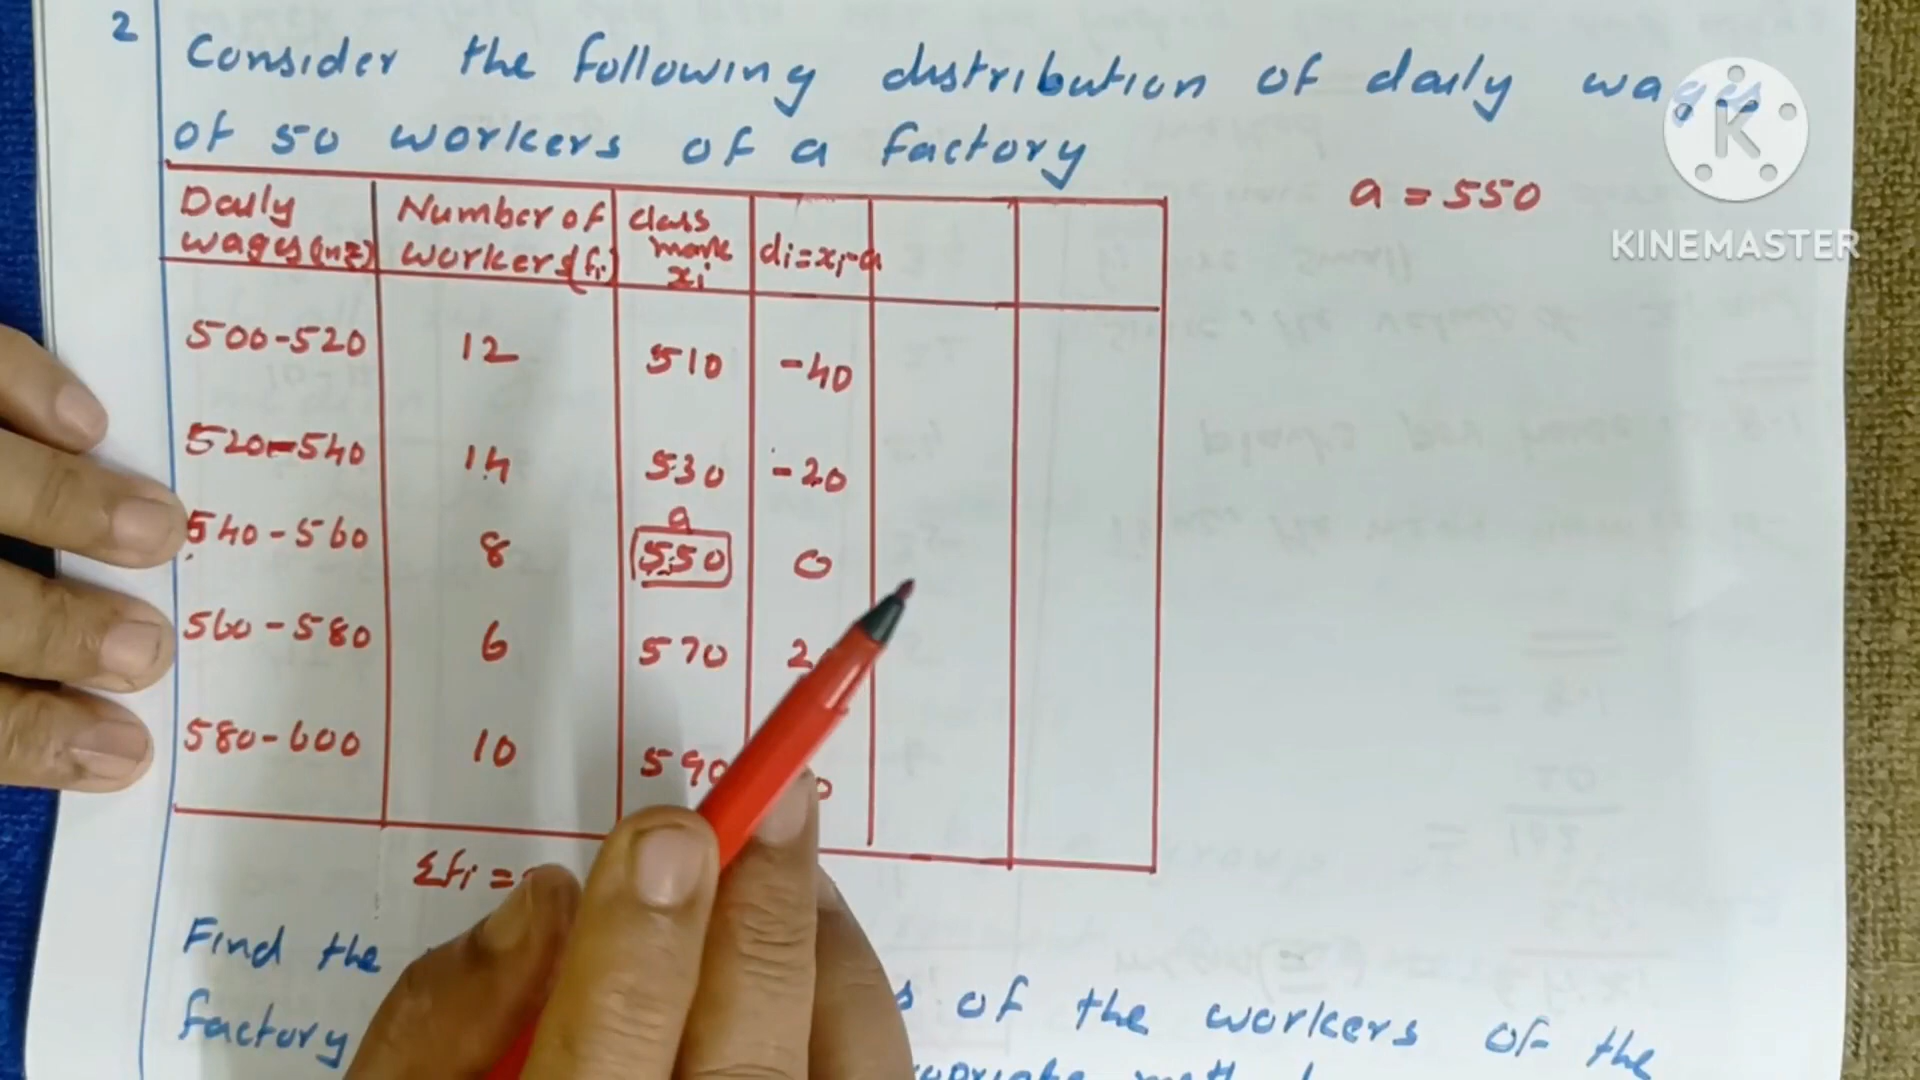 2
Consider the following distribution of daily wages
of 50 workers of a factory
a = 550
KINEMASTER
Daily wages (in ₹) Number of workers (fi) class mark xi di = xi - a
500-520 12 510 -40
520-540 14 530 -20
a
540-560 8 550 0
560-580 6 570
580-600 10 590
Σfi =
Find the of the workers of the
factory